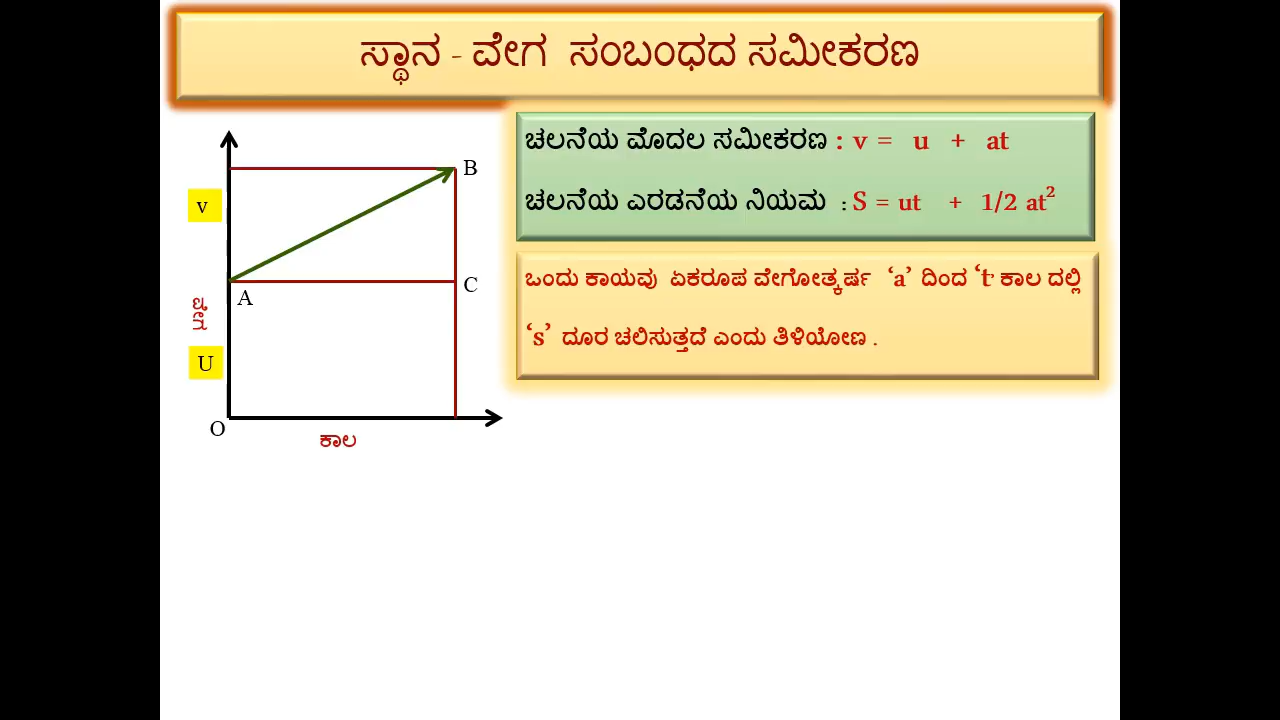 ಸ್ಥಾನ - ವೇಗ ಸಂಬಂಧದ ಸಮೀಕರಣ
ಚಲನೆಯ ಮೊದಲ ಸಮೀಕರಣ : v = u + at
ಚಲನೆಯ ಎರಡನೆಯ ನಿಯಮ : S = ut + 1/2 at²
ಒಂದು ಕಾಯವು ಏಕರೂಪ ವೇಗೋತ್ಕರ್ಷ ‘a’ ದಿಂದ ‘t’ ಕಾಲ ದಲ್ಲಿ
‘s’ ದೂರ ಚಲಿಸುತ್ತದೆ ಎಂದು ತಿಳಿಯೋಣ .
B
v
C
A
ವೇಗ
U
O
ಕಾಲ